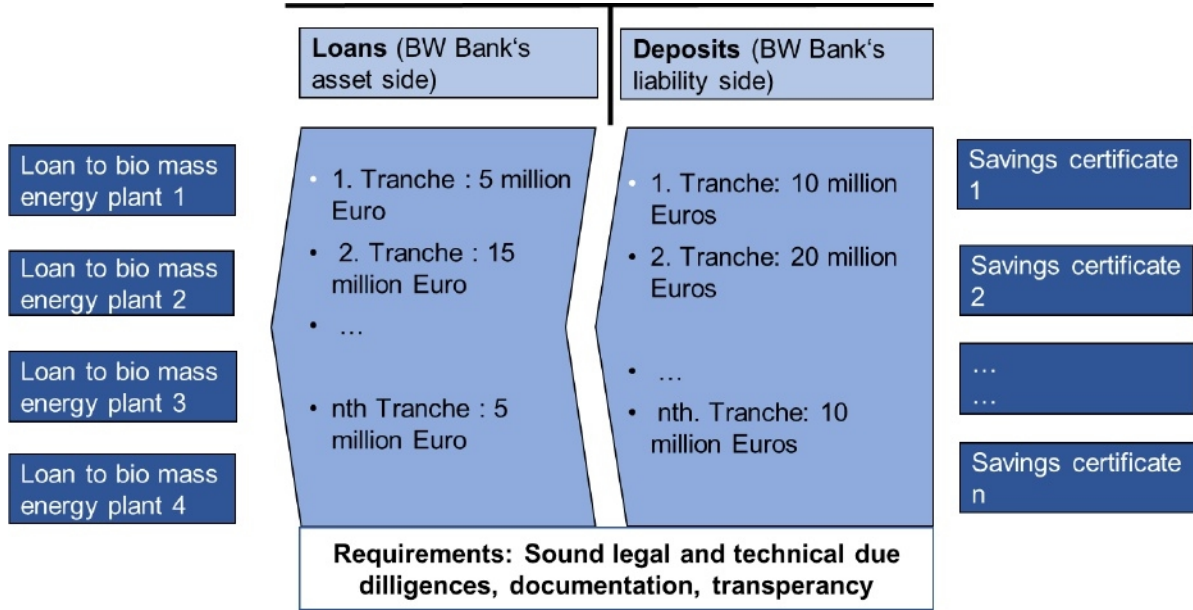 Loans (BW Bank‘s
asset side)
Deposits (BW Bank‘s
liability side)
Loan to bio mass
energy plant 1
Loan to bio mass
energy plant 2
Loan to bio mass
energy plant 3
Loan to bio mass
energy plant 4
• 1. Tranche : 5 million
Euro
• 2. Tranche : 15
million Euro
• …
• nth Tranche : 5
million Euro
• 1. Tranche: 10 million
Euros
• 2. Tranche: 20 million
Euros
• …
• nth. Tranche: 10
million Euros
Savings certificate
1
Savings certificate
2
…
…
Savings certificate
n
Requirements: Sound legal and technical due
dilligences, documentation, transperancy